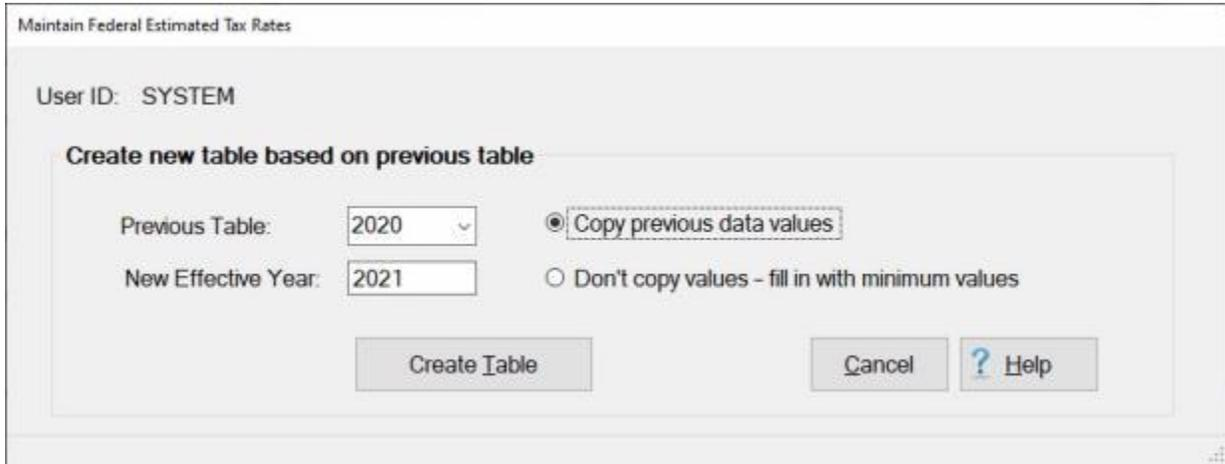 Maintain Federal Estimated Tax Rates
User ID: SYSTEM
Create new table based on previous table
Previous Table: 2020 Copy previous data values
New Effective Year: 2021 Don't copy values - fill in with minimum values
Create Table Cancel ? Help